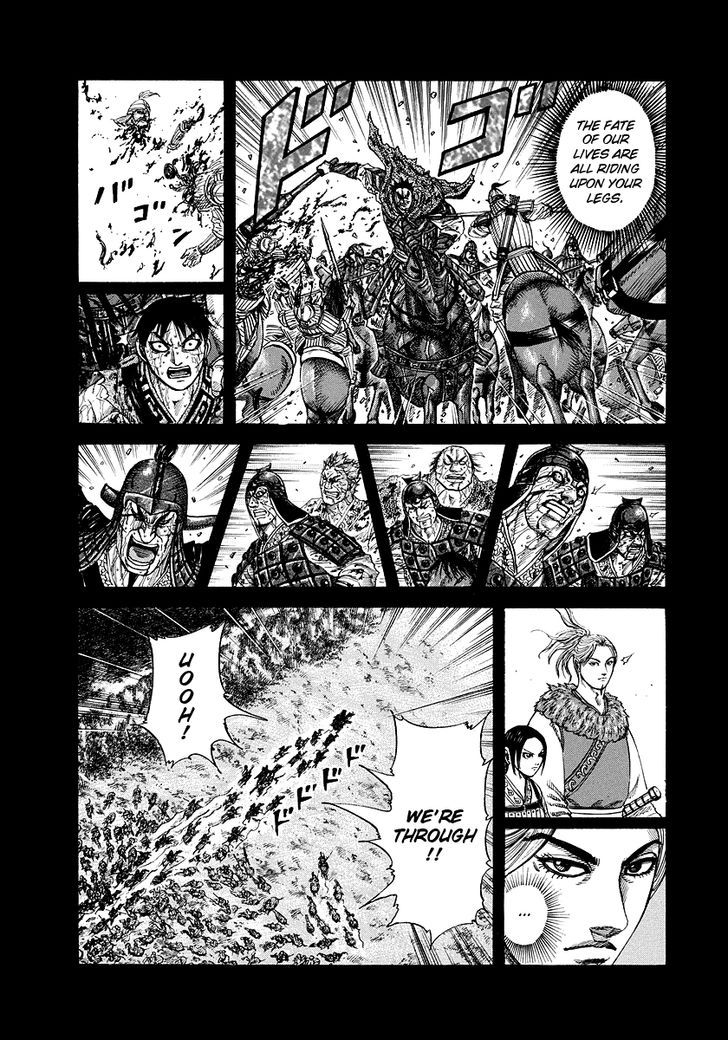 THE FATE
OF OUR
LIVES ARE
ALL RIDING
UPON YOUR
LEGS.
ドゴ
バゴン
UOOH!
ドドドド
WE'RE
THROUGH
!!
...